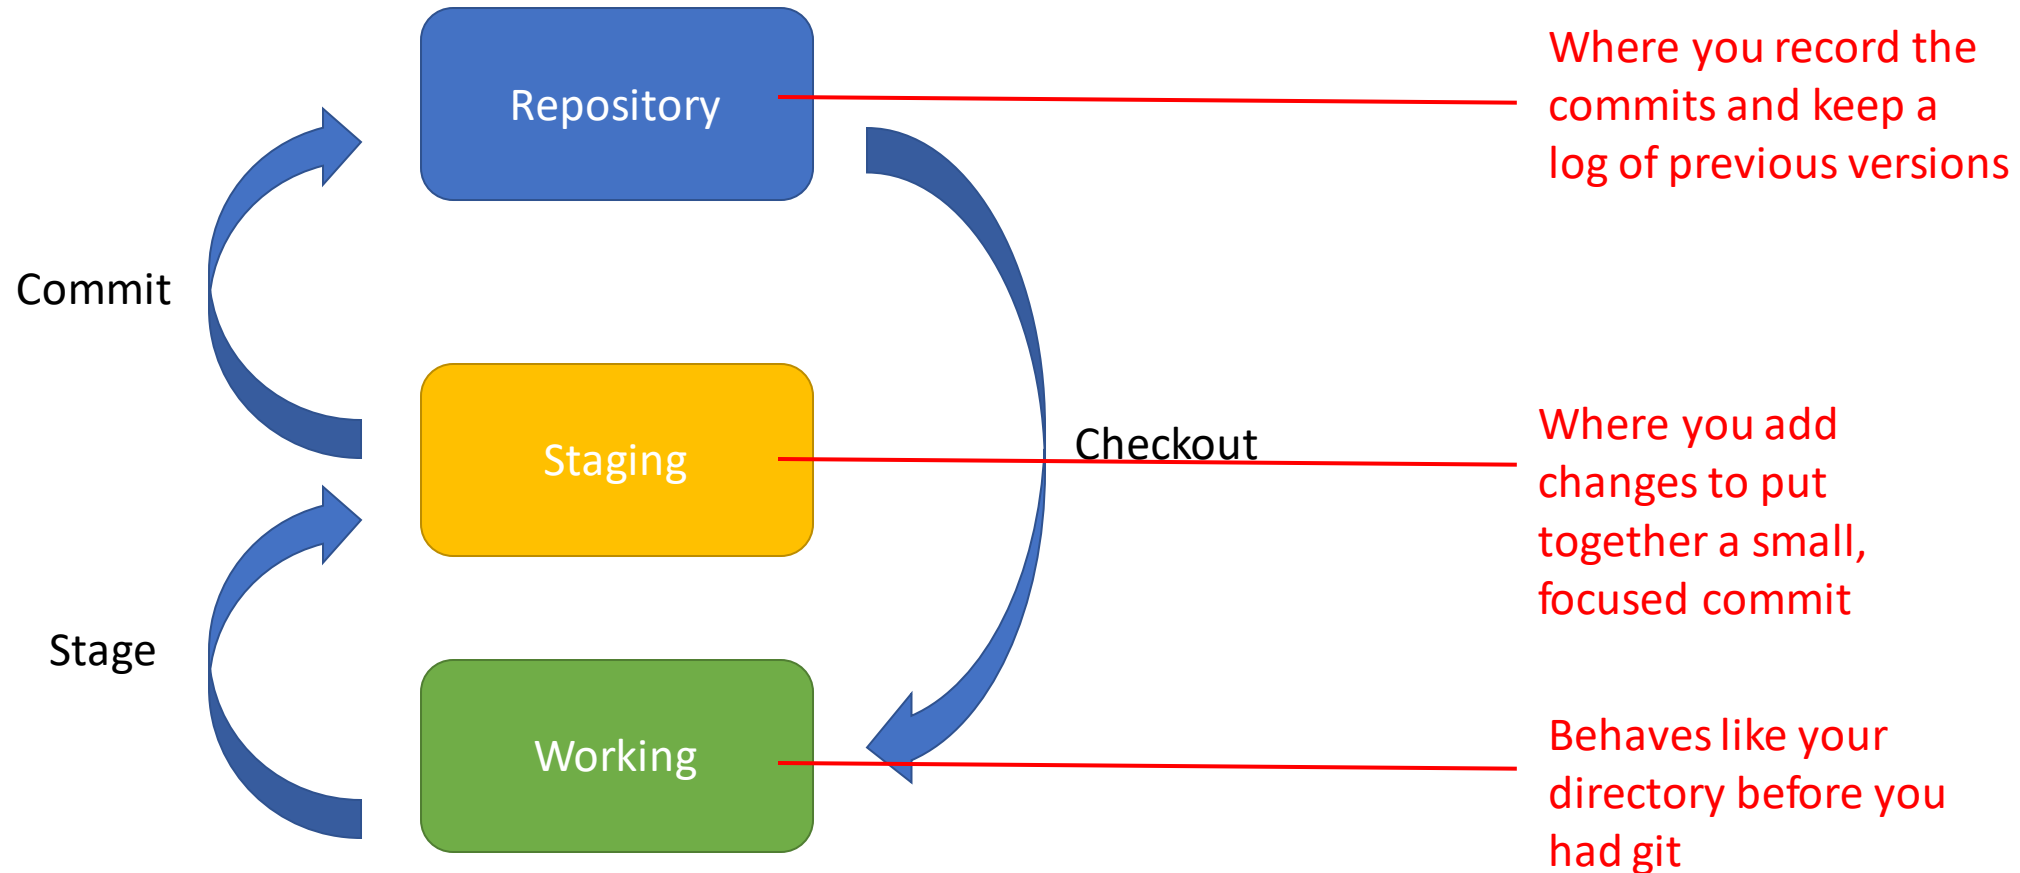 Repository
Where you record the
commits and keep a
log of previous versions
Commit
Staging
Checkout
Where you add
changes to put
together a small,
focused commit
Stage
Working
Behaves like your
directory before you
had git